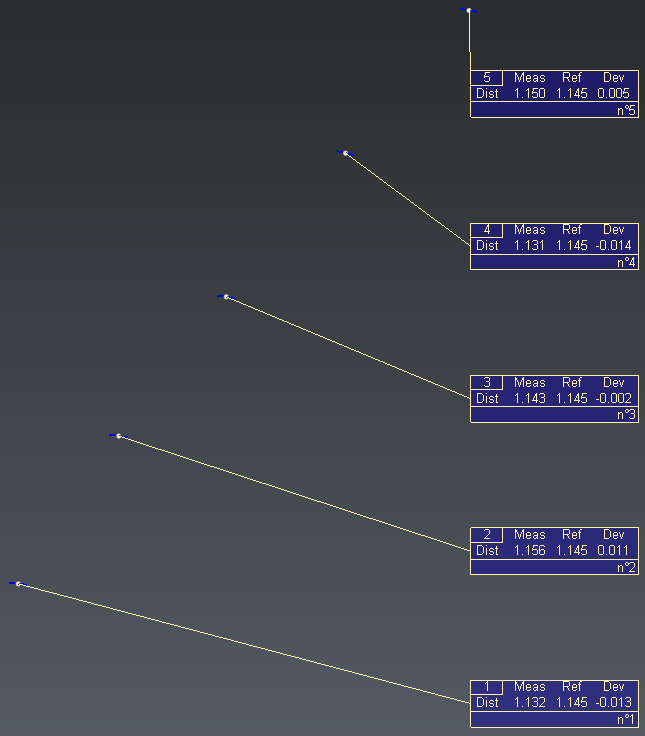 5 Meas Ref Dev
Dist 1.150 1.145 0.005
n°5
4 Meas Ref Dev
Dist 1.131 1.145 -0.014
n°4
3 Meas Ref Dev
Dist 1.143 1.145 -0.002
n°3
2 Meas Ref Dev
Dist 1.156 1.145 0.011
n°2
1 Meas Ref Dev
Dist 1.132 1.145 -0.013
n°1